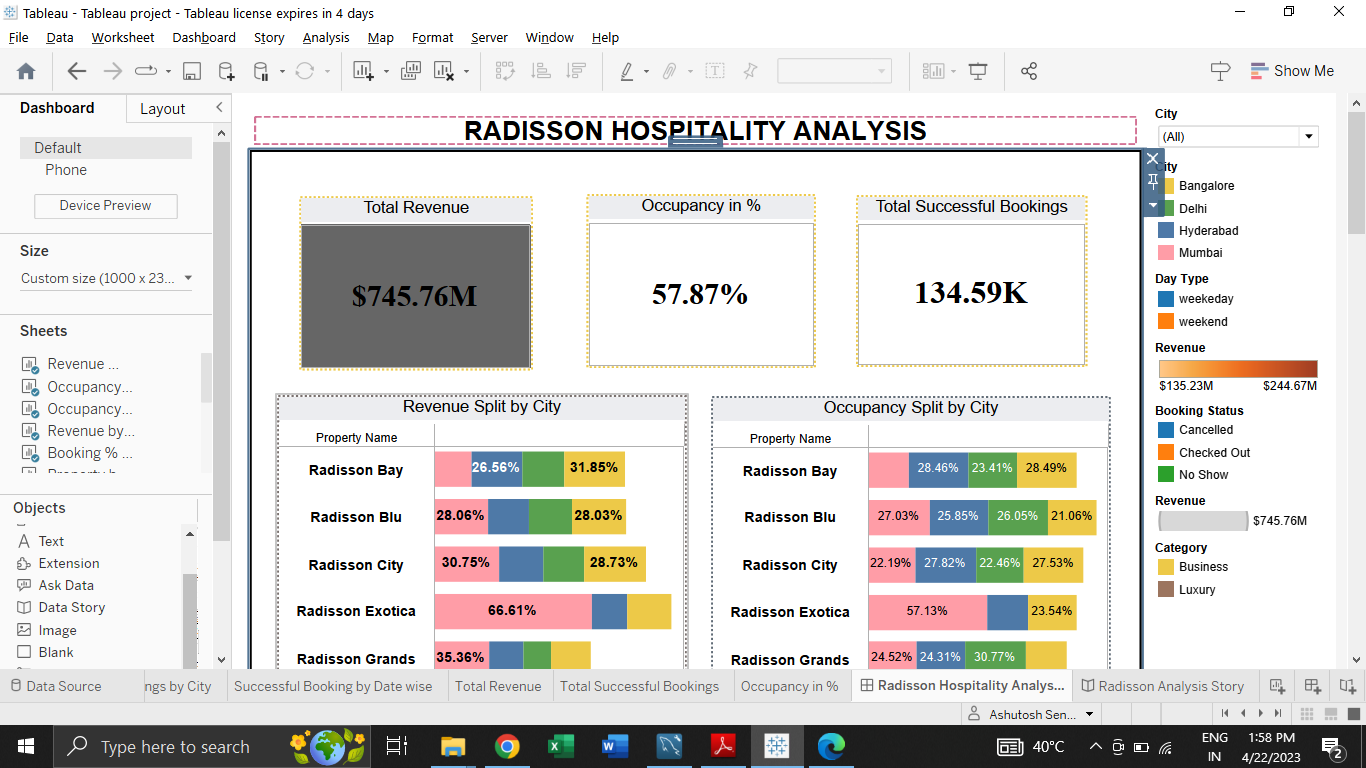 Tableau - Tableau project - Tableau license expires in 4 days
File Data Worksheet Dashboard Story Analysis Map Format Server Window Help
Show Me
Dashboard Layout
Default
Phone
Device Preview
Size
Custom size (1000 x 23...
Sheets
Revenue ...
Occupancy...
Occupancy...
Revenue by...
Booking % ...
Objects
Text
Extension
Ask Data
Data Story
Image
Blank
RADISSON HOSPITALITY ANALYSIS
Total Revenue
$745.76M
Occupancy in %
57.87%
Total Successful Bookings
134.59K
Revenue Split by City
Property Name
Radisson Bay 26.56% 31.85%
Radisson Blu 28.06% 28.03%
Radisson City 30.75% 28.73%
Radisson Exotica 66.61%
Radisson Grands 35.36%
Occupancy Split by City
Property Name
Radisson Bay 28.46% 23.41% 28.49%
Radisson Blu 27.03% 25.85% 26.05% 21.06%
Radisson City 22.19% 27.82% 22.46% 27.53%
Radisson Exotica 57.13% 23.54%
Radisson Grands 24.52% 24.31% 30.77%
City
(All)
City
Bangalore
Delhi
Hyderabad
Mumbai
Day Type
weekeday
weekend
Revenue
$135.23M $244.67M
Booking Status
Cancelled
Checked Out
No Show
Revenue
$745.76M
Category
Business
Luxury
Data Source ngs by City Successful Booking by Date wise Total Revenue Total Successful Bookings Occupancy in % Radisson Hospitality Analys... Radisson Analysis Story
Ashutosh Sen...
Type here to search
40°C
ENG
IN
1:58 PM
4/22/2023
2